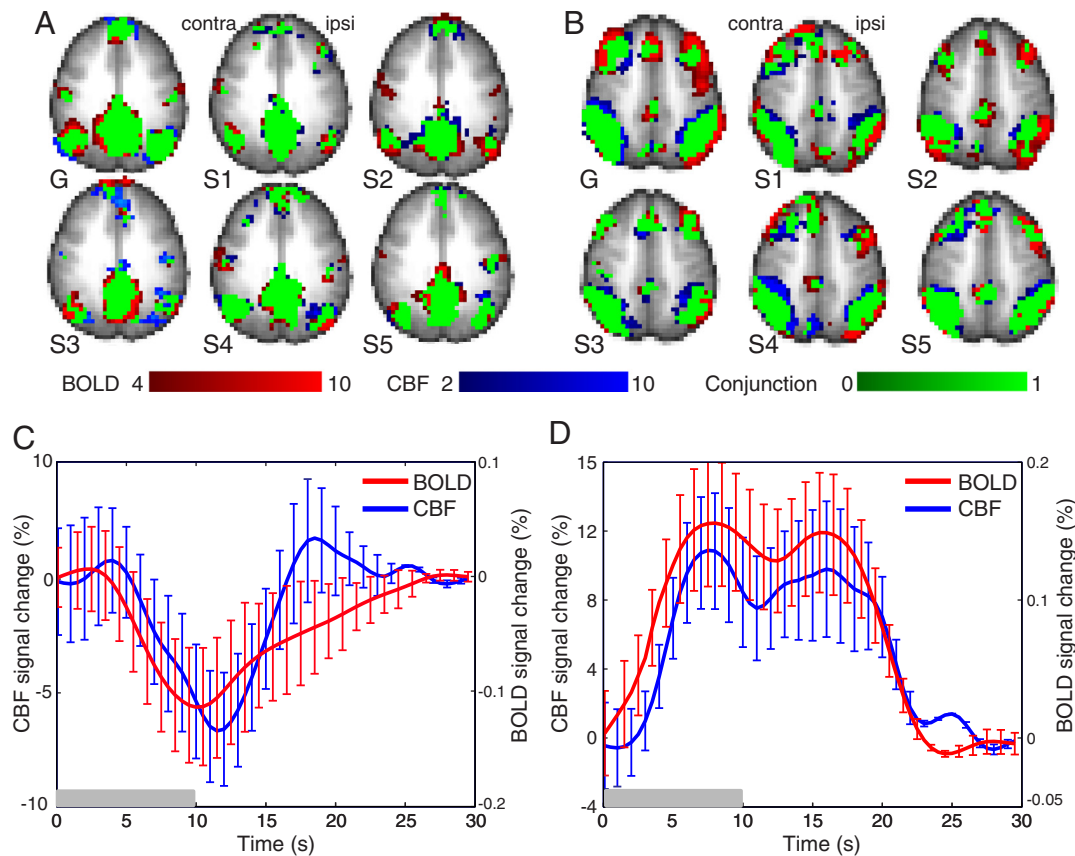 A
contra
ipsi
G
S1
S2
S3
S4
S5
B
contra
ipsi
G
S1
S2
S3
S4
S5
BOLD 4 10
CBF 2 10
Conjunction 0 1
C
BOLD
CBF
CBF signal change (%)
10
0
-5
-10
BOLD signal change (%)
0.1
0
-0.1
-0.2
0 5 10 15 20 25 30
Time (s)
D
BOLD
CBF
CBF signal change (%)
15
12
8
4
0
-4
BOLD signal change (%)
0.2
0.1
0
-0.05
0 5 10 15 20 25 30
Time (s)